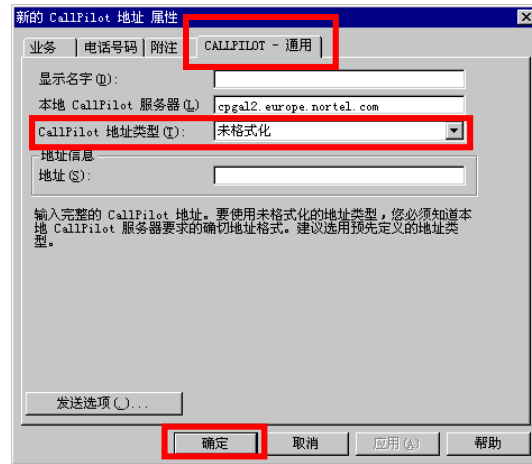 新的 CallPilot 地址 属性
业务 电话号码 附注 CALLPILOT - 通用
显示名字(D):
本地 CallPilot 服务器(L) cpgal2.europe.nortel.com
CallPilot 地址类型(T): 未格式化
地址信息
地址(S):
输入完整的 CallPilot 地址。要使用未格式化的地址类型，您必须知道本
地 CallPilot 服务器要求的确切地址格式。建议选用预先定义的地址类
型。
发送选项(_)...
确定 取消 应用(A) 帮助